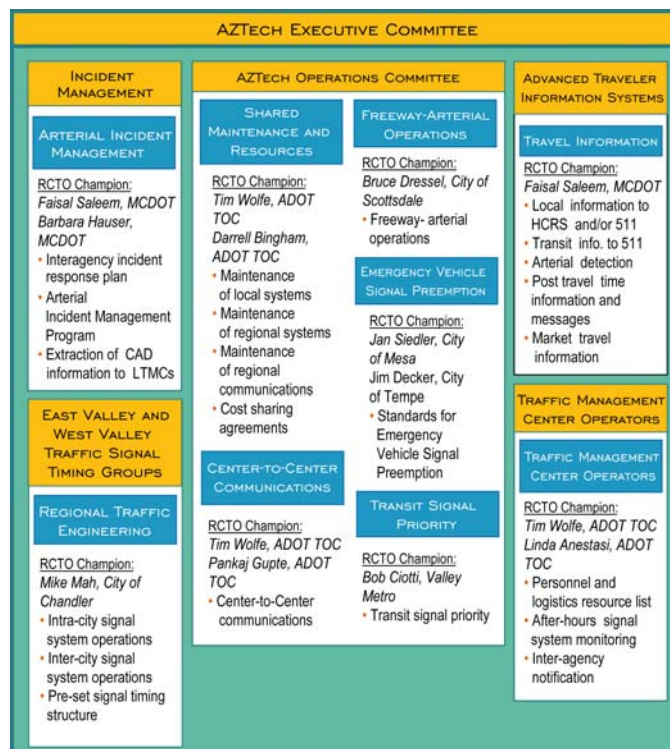 AZTech Executive Committee
Incident
Management
Arterial Incident
Management
RCTO Champion:
Faisal Saleem, MCDOT
Barbara Hauser,
MCDOT
• Interagency incident
response plan
• Arterial
Incident Management
Program
• Extraction of CAD
information to LTMCs
East Valley and
West Valley
Traffic Signal
Timing Groups
Regional Traffic
Engineering
RCTO Champion:
Mike Mah, City of
Chandler
• Intra-city signal
system operations
• Inter-city signal
system operations
• Pre-set signal timing
structure
AZTech Operations Committee
Shared
Maintenance and
Resources
RCTO Champion:
Tim Wolfe, ADOT
TOC
Darrell Bingham,
ADOT TOC
• Maintenance
of local systems
• Maintenance
of regional systems
• Maintenance
of regional
communications
• Cost sharing
agreements
Center-to-Center
Communications
RCTO Champion:
Tim Wolfe, ADOT TOC
Pankaj Gupte, ADOT
TOC
• Center-to-Center
communications
Freeway-Arterial
Operations
RCTO Champion:
Bruce Dressel, City of
Scottsdale
• Freeway- arterial
operations
Emergency Vehicle
Signal Preemption
RCTO Champion:
Jan Siedler, City
of Mesa
Jim Decker, City
of Tempe
• Standards for
Emergency
Vehicle Signal
Preemption
Transit Signal
Priority
RCTO Champion:
Bob Ciotti, Valley
Metro
• Transit signal priority
Advanced Traveler
Information Systems
Travel Information
RCTO Champion:
Faisal Saleem, MCDOT
• Local information to
HCRS and/or 511
• Transit info. to 511
• Arterial detection
• Post travel time
information and
messages
• Market travel
information
Traffic Management
Center Operators
Traffic Management
Center Operators
RCTO Champion:
Tim Wolfe, ADOT TOC
Linda Anestasi, ADOT
TOC
• Personnel and
logistics resource list
• After-hours signal
system monitoring
• Inter-agency
notification